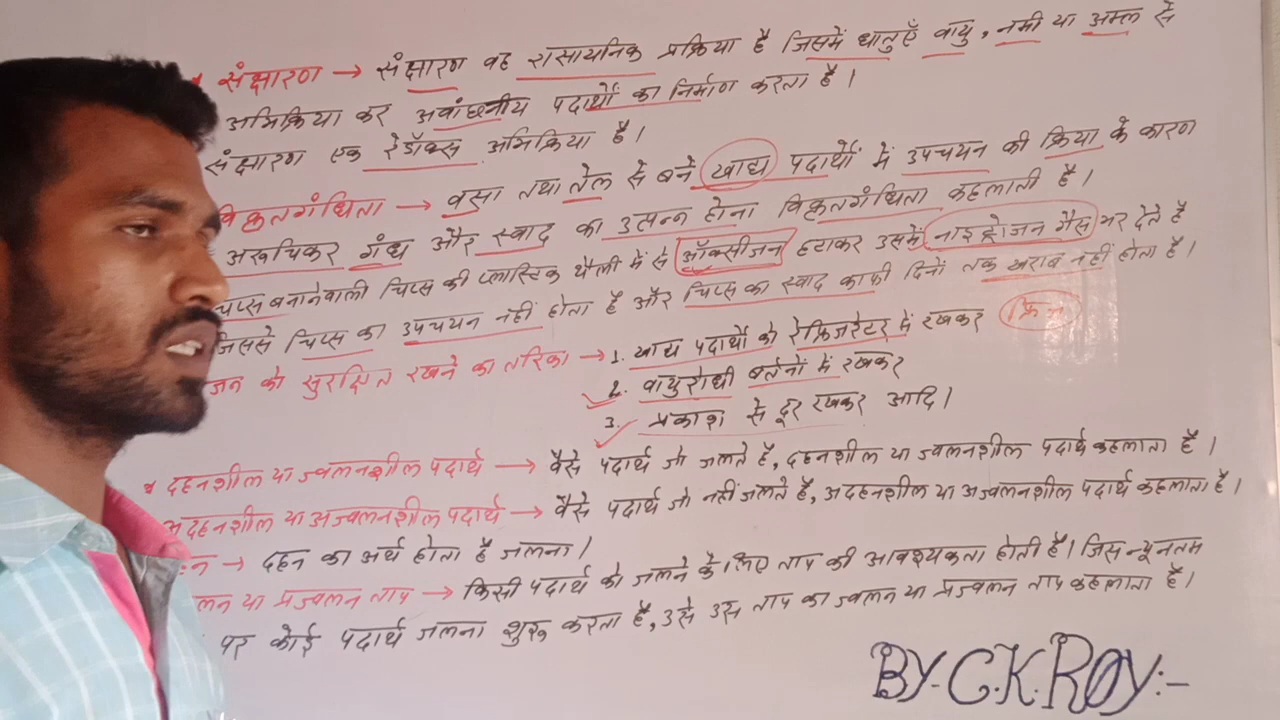 संक्षारण → संक्षारण वह रासायनिक प्रक्रिया है जिसमें धातुएँ वायु, नमी या अम्ल से
अभिक्रिया कर अवांछनीय पदार्थों का निर्माण करता है।
संक्षारण एक रेडॉक्स अभिक्रिया है।
विकृतगंधिता → वसा तथा तेल से बने खाद्य पदार्थों में उपचयन की क्रिया के कारण
अरूचिकर गंध और स्वाद का उत्पन्न होना विकृतगंधिता कहलाती है।
चिप्स बनानेवाली चिप्स की प्लास्टिक थैली में से ऑक्सीजन हटाकर उसमें नाइट्रोजन गैस भर देते हैं
जिससे चिप्स का उपचयन नहीं होता है और चिप्स का स्वाद काफी दिनों तक खराब नहीं होता है।
जन को सुरक्षित रखने का तरिका → 1. खाद्य पदार्थों को रेफ्रिजरेटर में रखकर
2. वायुरोधी बर्तनों में रखकर
3. प्रकाश से दूर रखकर आदि।
दहनशील या ज्वलनशील पदार्थ → वैसे पदार्थ जो जलते हैं, दहनशील या ज्वलनशील पदार्थ कहलाता है।
अदहनशील या अज्वलनशील पदार्थ → वैसे पदार्थ जो नहीं जलते हैं, अदहनशील या अज्वलनशील पदार्थ कहलाता है।
न → दहन का अर्थ होता है जलना।
लन या प्रज्वलन ताप → किसी पदार्थ को जलने के लिए ताप की आवश्यकता होती है। जिस न्यूनतम
पर कोई पदार्थ जलना शुरू करता है, उसे उस ताप का ज्वलन या प्रज्वलन ताप कहलाता है।
BY- C.K.ROY:-